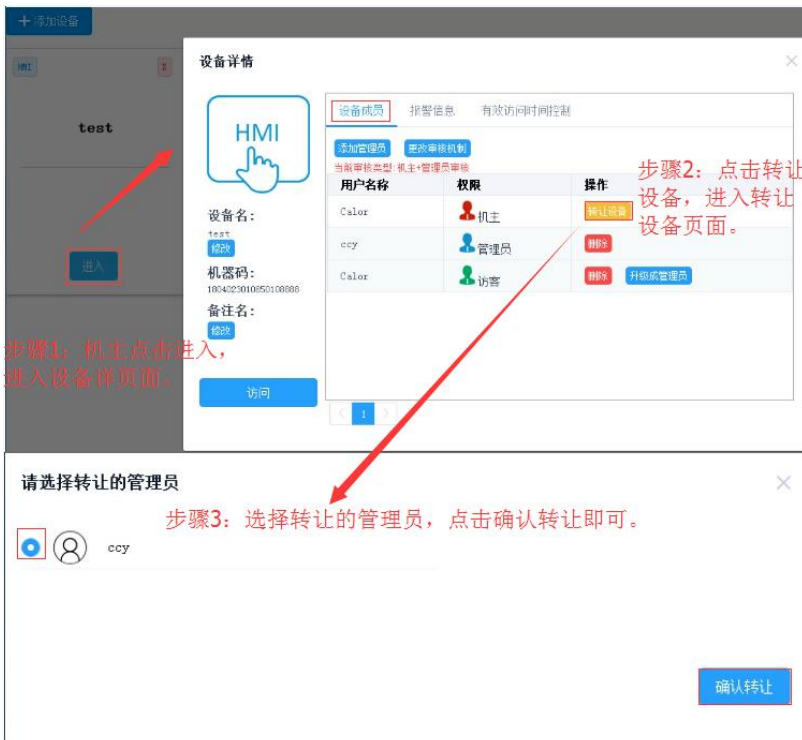 + 添加设备
HMI
test
进入
步骤1：机主点击进入，
进入设备详页面。
设备详情
HMI
设备名：
test
修改
机器码：
1804023010850108888
备注名：
修改
访问
设备成员 报警信息 有效访问时间控制
添加管理员 更改审核机制
当前审核类型:机主+管理员审核
用户名称 权限 操作
Calor 机主 转让设备
ccy 管理员 删除
Calor 访客 删除 升级成管理员
步骤2：点击转让
设备，进入转让
设备页面。
< 1 >
请选择转让的管理员
步骤3：选择转让的管理员，点击确认转让即可。
ccy
确认转让